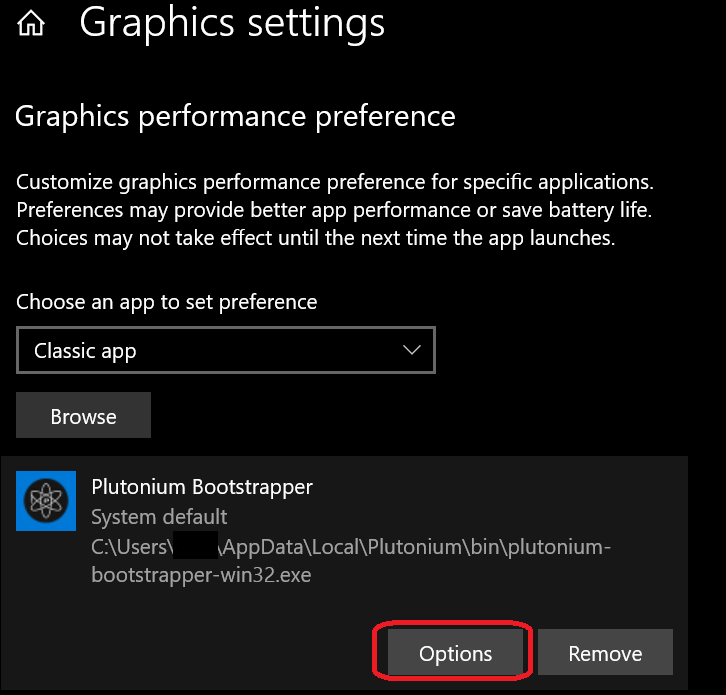 Graphics settings
Graphics performance preference
Customize graphics performance preference for specific applications.
Preferences may provide better app performance or save battery life.
Choices may not take effect until the next time the app launches.
Choose an app to set preference
Classic app
Browse
Plutonium Bootstrapper
System default
C:\Users\ \AppData\Local\Plutonium\bin\plutonium-
bootstrapper-win32.exe
Options
Remove